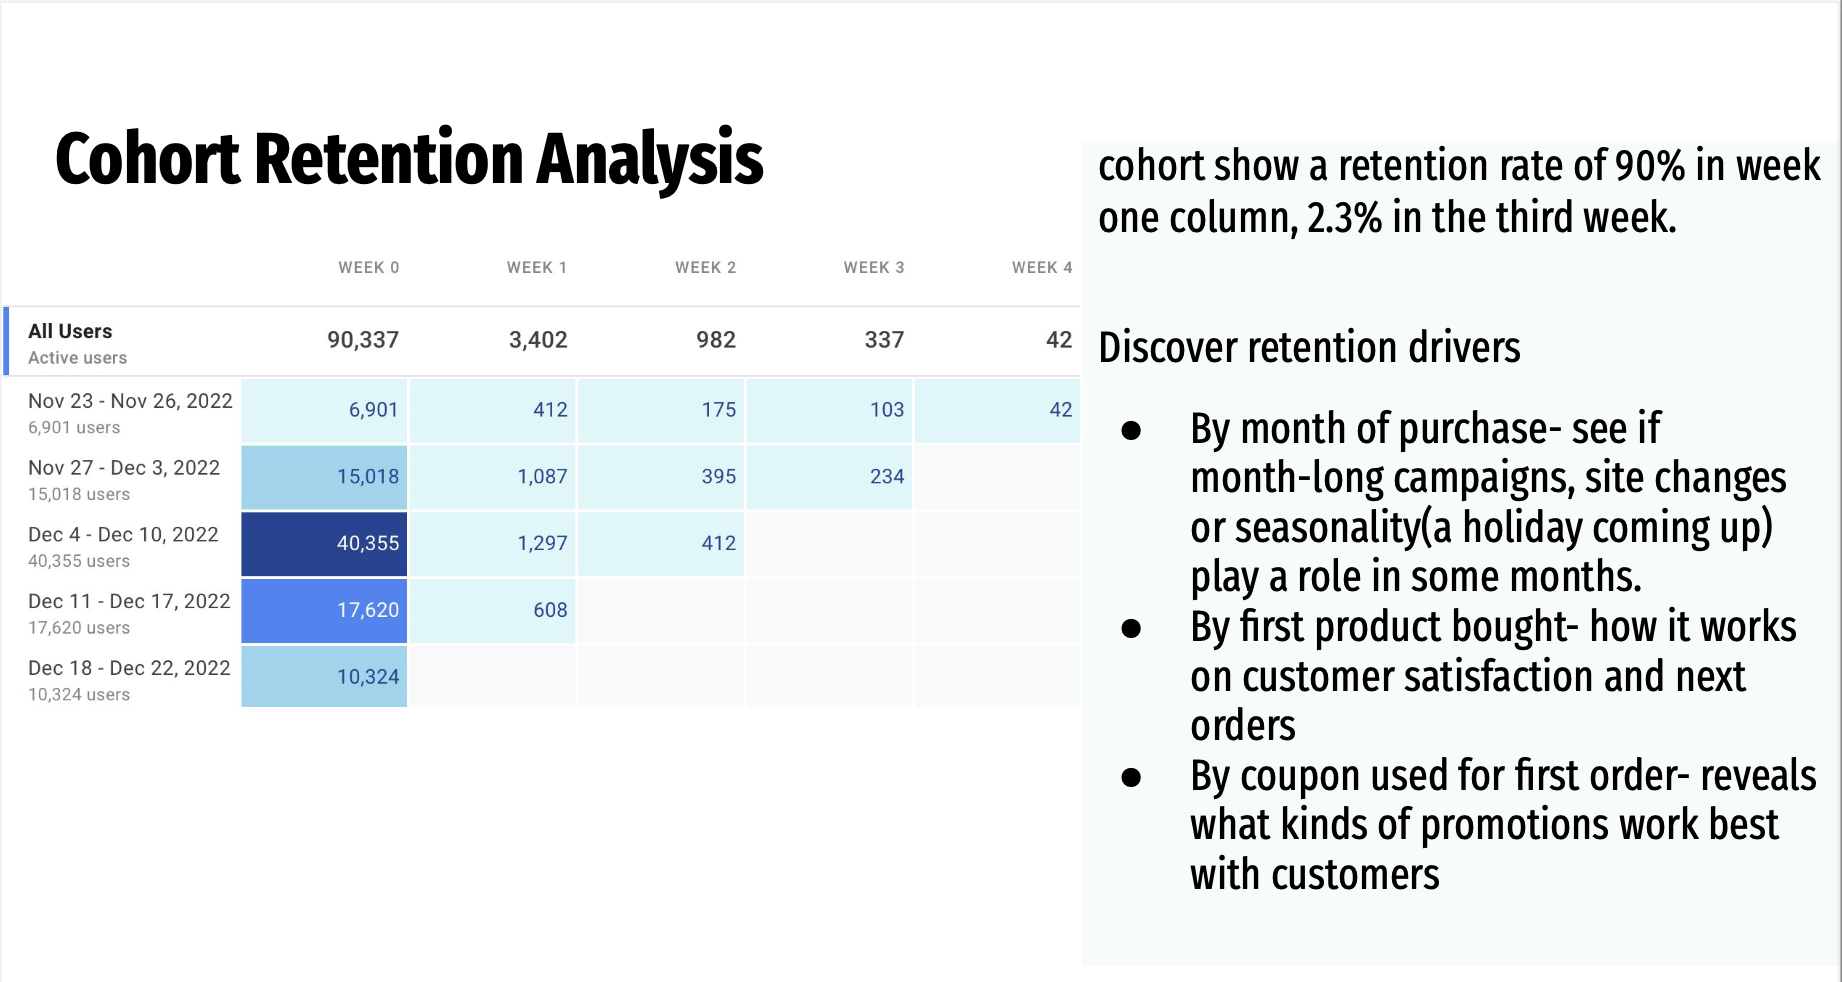 Cohort Retention Analysis
WEEK 0 WEEK 1 WEEK 2 WEEK 3 WEEK 4
All Users 90,337 3,402 982 337 42
Active users
Nov 23 - Nov 26, 2022 6,901 412 175 103 42
6,901 users
Nov 27 - Dec 3, 2022 15,018 1,087 395 234
15,018 users
Dec 4 - Dec 10, 2022 40,355 1,297 412
40,355 users
Dec 11 - Dec 17, 2022 17,620 608
17,620 users
Dec 18 - Dec 22, 2022 10,324
10,324 users
cohort show a retention rate of 90% in week
one column, 2.3% in the third week.
Discover retention drivers
● By month of purchase- see if
month-long campaigns, site changes
or seasonality(a holiday coming up)
play a role in some months.
● By first product bought- how it works
on customer satisfaction and next
orders
● By coupon used for first order- reveals
what kinds of promotions work best
with customers